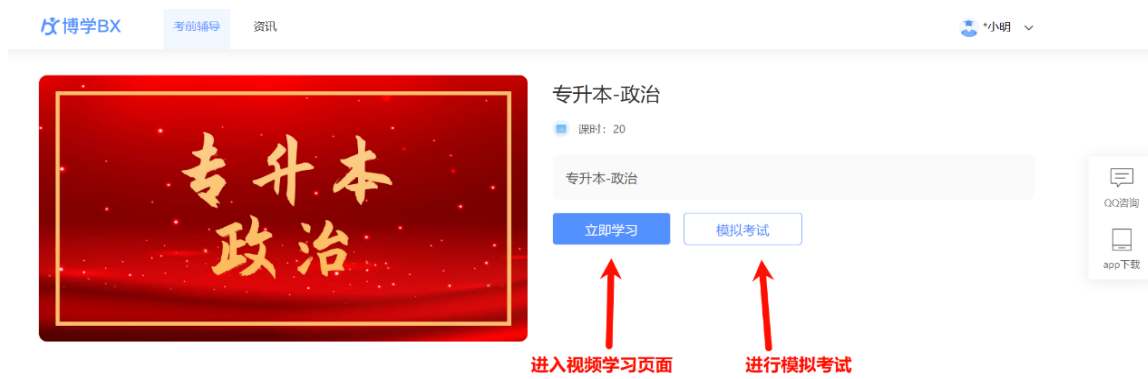 博学BX
考前辅导
资讯
*小明
专升本
政治
专升本-政治
课时：20
专升本-政治
立即学习
模拟考试
QQ咨询
app下载
进入视频学习页面
进行模拟考试